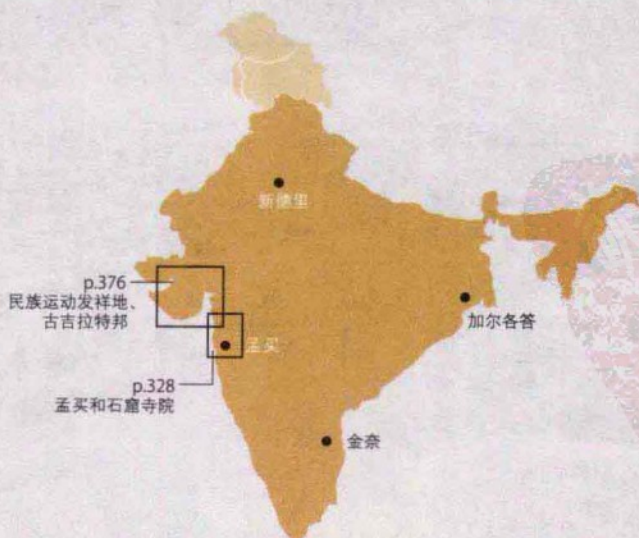 新德里
p.376
民族运动发祥地、
古吉拉特邦
加尔各答
孟买
p.328
孟买和石窟寺院
金奈